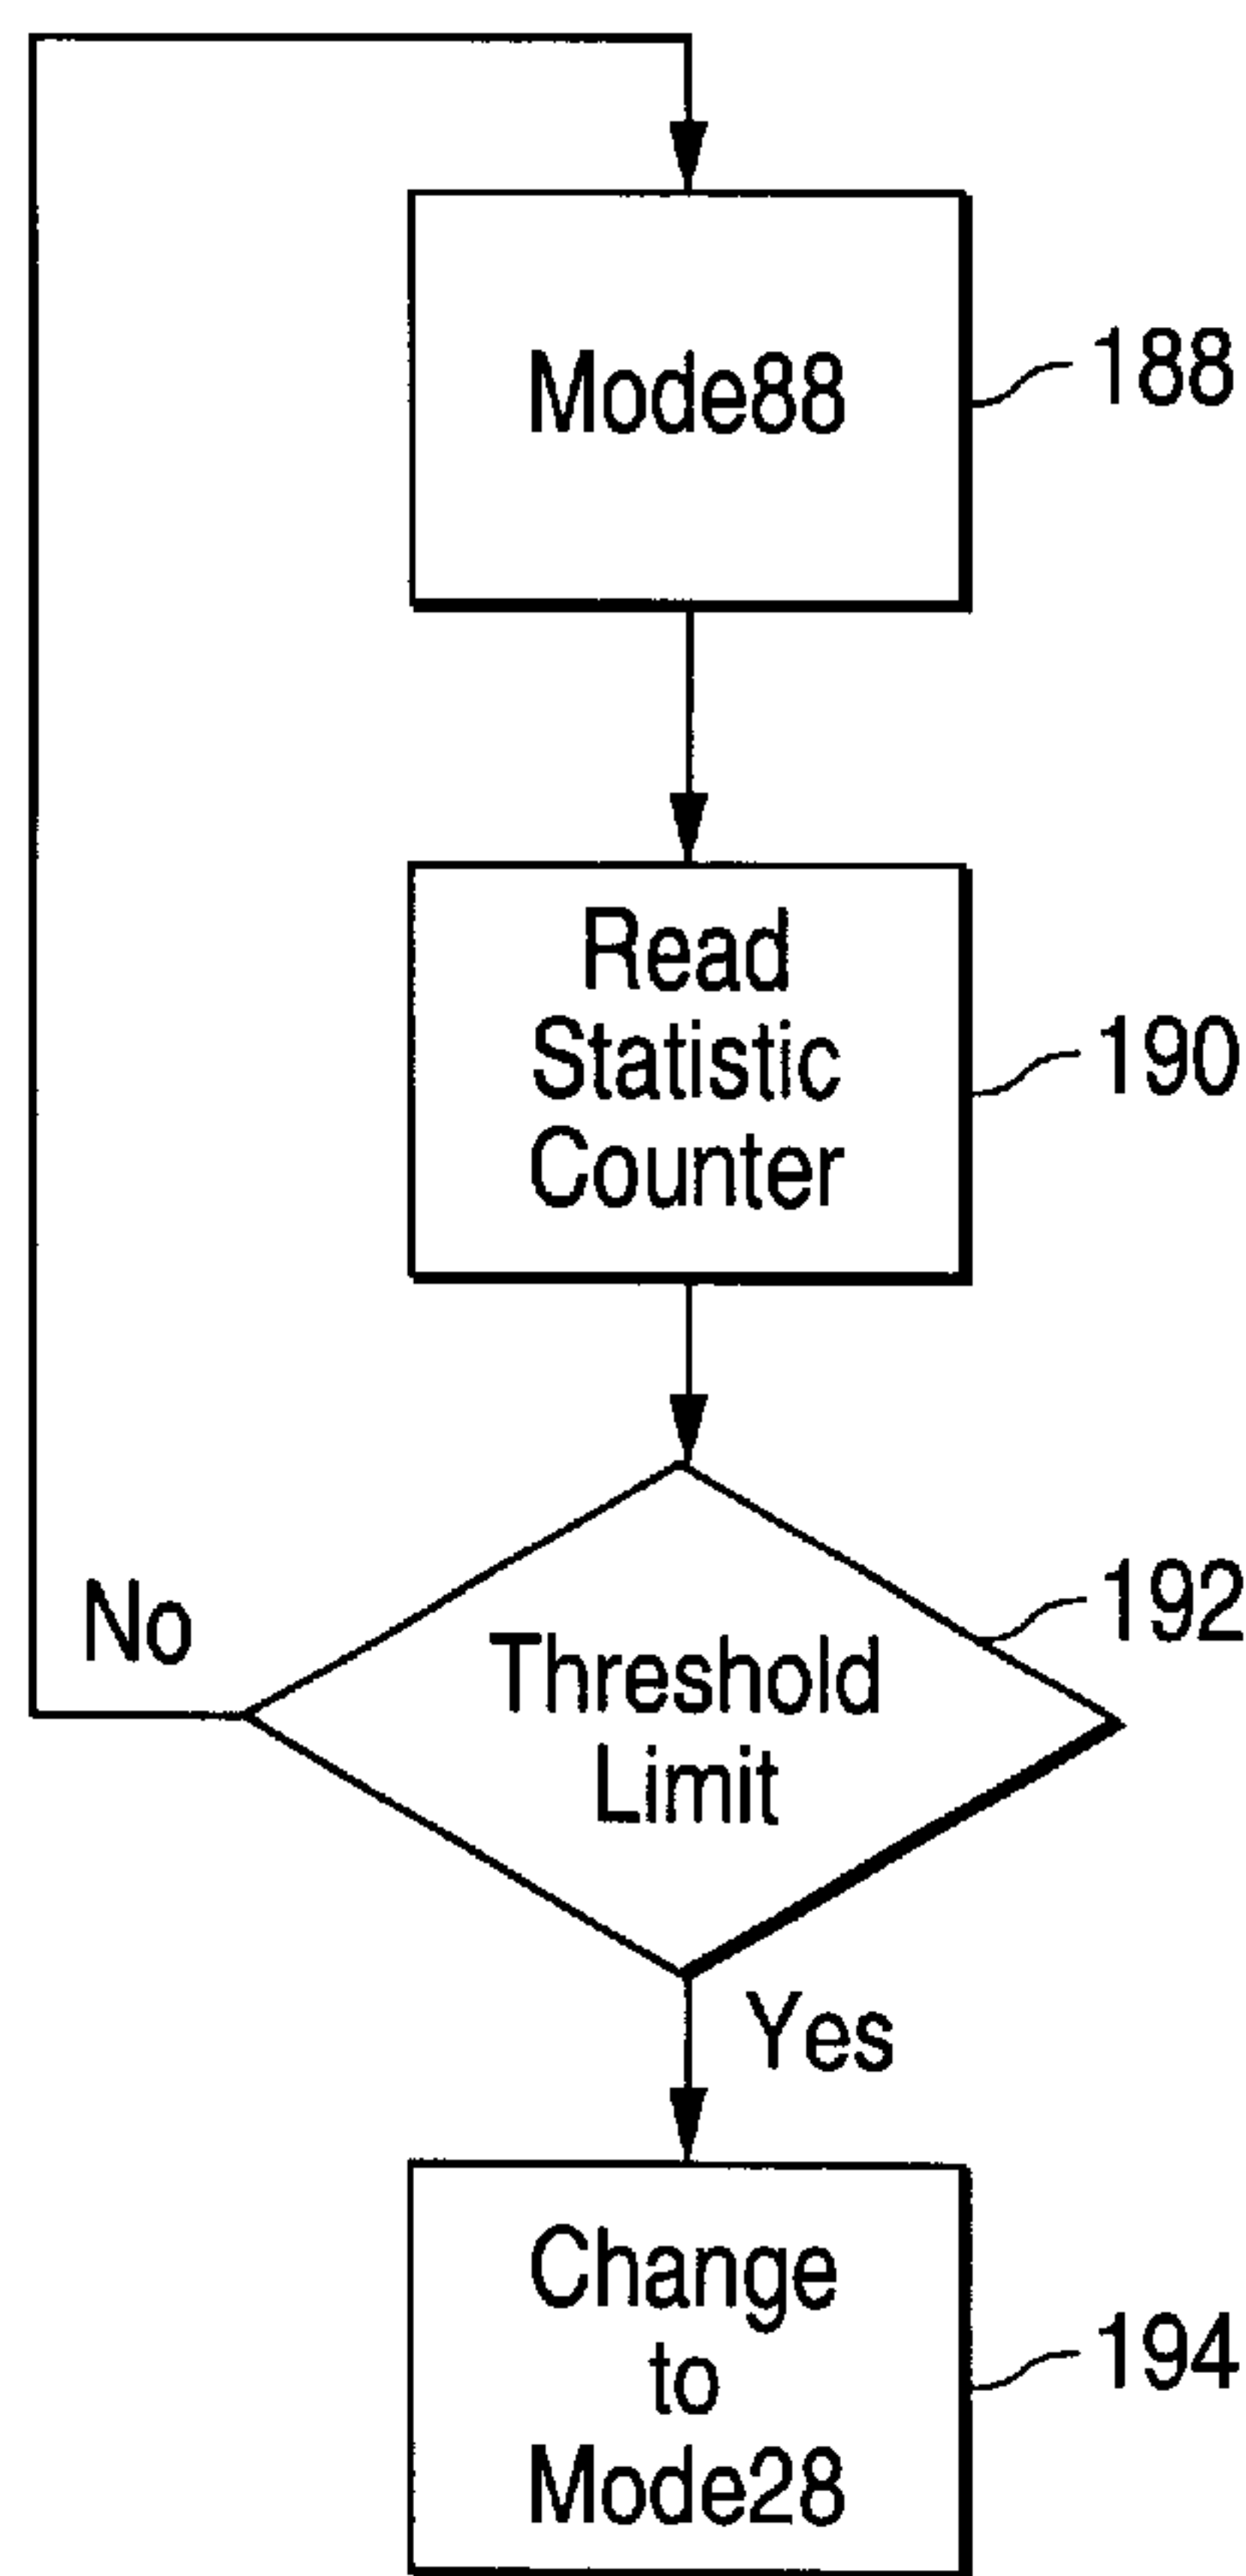 Mode88
188
Read
Statistic
Counter
190
Threshold
Limit
192
No
Yes
Change
to
Mode28
194